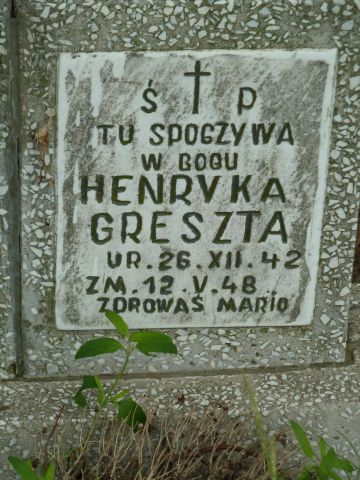 Ś † P
TU SPOCZYWA
W BOGU
HENRYKA
GRESZTA
UR. 26. XII. 42
ZM. 12. V. 48
ZDROWAŚ MARIO